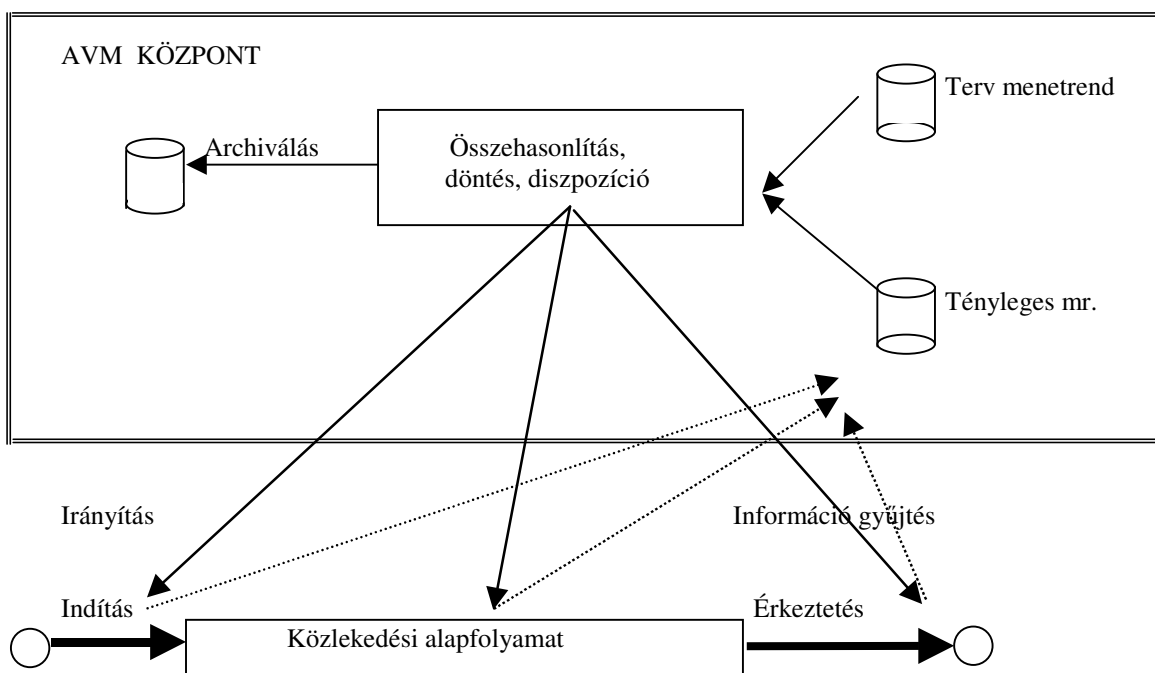 AVM KÖZPONT
Terv menetrend
Archiválás
Összehasonlítás,
döntés, diszpozíció
Tényleges mr.
Irányítás
Információ gyűjtés
Indítás
Érkeztetés
Közlekedési alapfolyamat